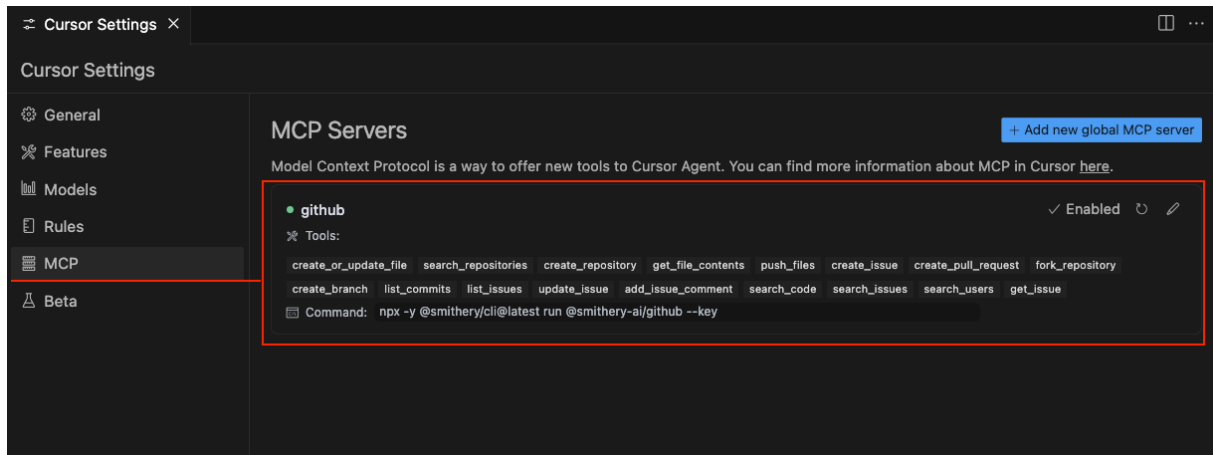 Cursor Settings
Cursor Settings
General
Features
Models
Rules
MCP
Beta
MCP Servers
+ Add new global MCP server
Model Context Protocol is a way to offer new tools to Cursor Agent. You can find more information about MCP in Cursor here.
github
Enabled
Tools:
create_or_update_file search_repositories create_repository get_file_contents push_files create_issue create_pull_request fork_repository
create_branch list_commits list_issues update_issue add_issue_comment search_code search_issues search_users get_issue
Command: npx -y @smithery/cli@latest run @smithery-ai/github --key